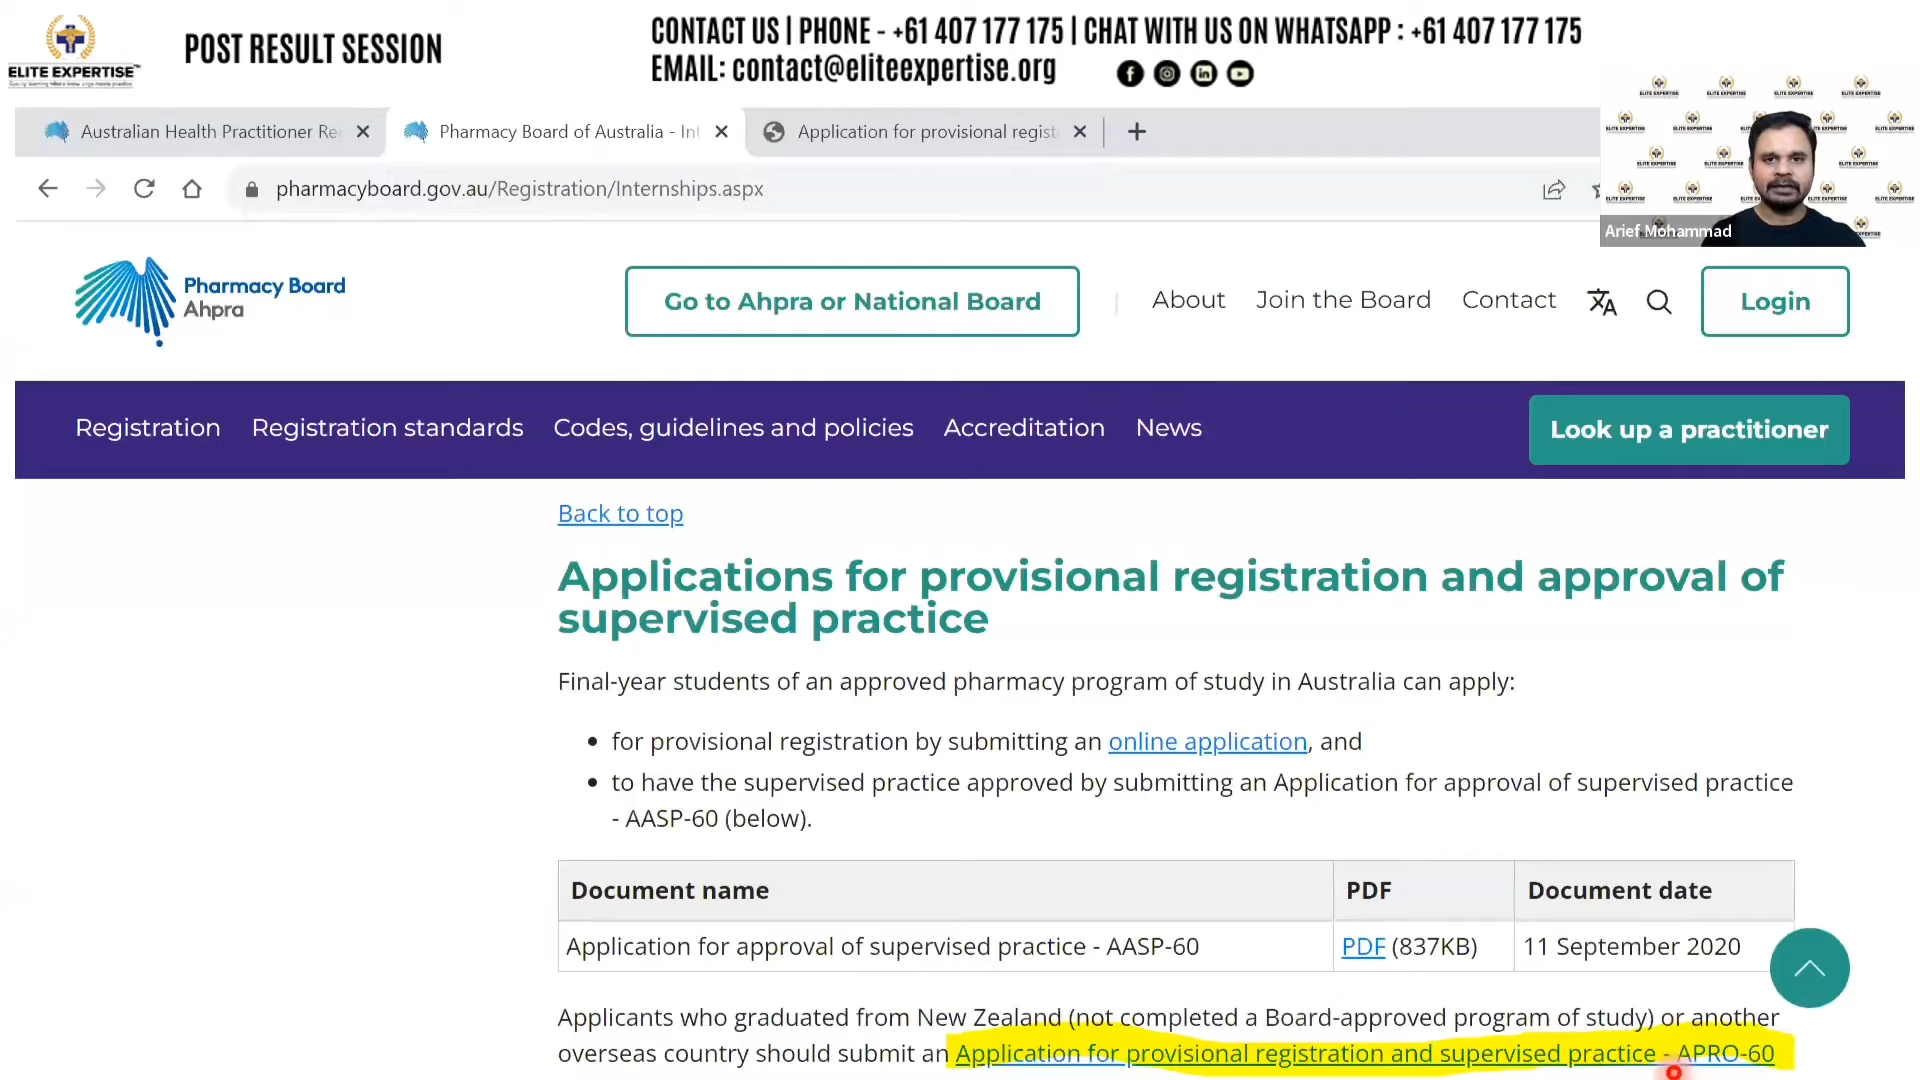 ELITE EXPERTISE™
POST RESULT SESSION
CONTACT US | PHONE - +61 407 177 175 | CHAT WITH US ON WHATSAPP : +61 407 177 175
EMAIL: contact@eliteexpertise.org
Australian Health Practitioner Re
Pharmacy Board of Australia - Int
Application for provisional regist
pharmacyboard.gov.au/Registration/Internships.aspx
Arief Mohammad
Pharmacy Board
Ahpra
Go to Ahpra or National Board
About
Join the Board
Contact
Login
Registration
Registration standards
Codes, guidelines and policies
Accreditation
News
Look up a practitioner
Back to top
Applications for provisional registration and approval of
supervised practice
Final-year students of an approved pharmacy program of study in Australia can apply:
• for provisional registration by submitting an online application, and
• to have the supervised practice approved by submitting an Application for approval of supervised practice
- AASP-60 (below).
Document name PDF Document date
Application for approval of supervised practice - AASP-60 PDF (837KB) 11 September 2020
Applicants who graduated from New Zealand (not completed a Board-approved program of study) or another
overseas country should submit an Application for provisional registration and supervised practice - APRO-60